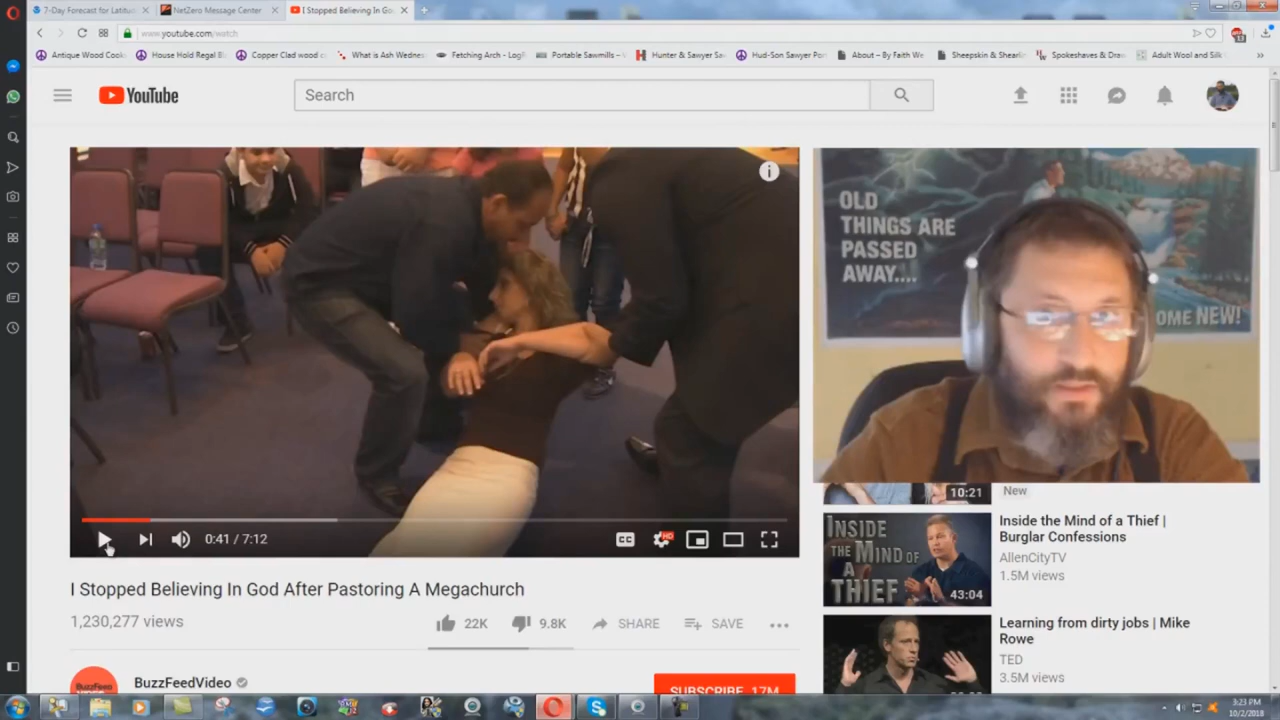 7-Day Forecast for Latitud
NetZero Message Center
I Stopped Believing In Go
www.youtube.com/watch
Antique Wood Cook
House Hold Regal B
Copper Clad wood c
What is Ash Wednes
Fetching Arch - Log
Portable Sawmills - V
Hunter & Sawyer Sa
Hud-Son Sawyer Por
About – By Faith We
Sheepskin & Shear
Spokeshaves & Draw
Adult Wool and Silk
YouTube
Search
OLD
THINGS ARE
PASSED
AWAY....
OME NEW!
0:41 / 7:12
CC
HD
I Stopped Believing In God After Pastoring A Megachurch
1,230,277 views
22K
9.8K
SHARE
SAVE
BuzzFeedVideo
SUBSCRIBE 17M
10:21
New
INSIDE
THE MIND OF
A
THIEF
43:04
Inside the Mind of a Thief |
Burglar Confessions
AllenCityTV
1.5M views
Learning from dirty jobs | Mike
Rowe
TED
3.5M views
3:23 PM
10/2/2018